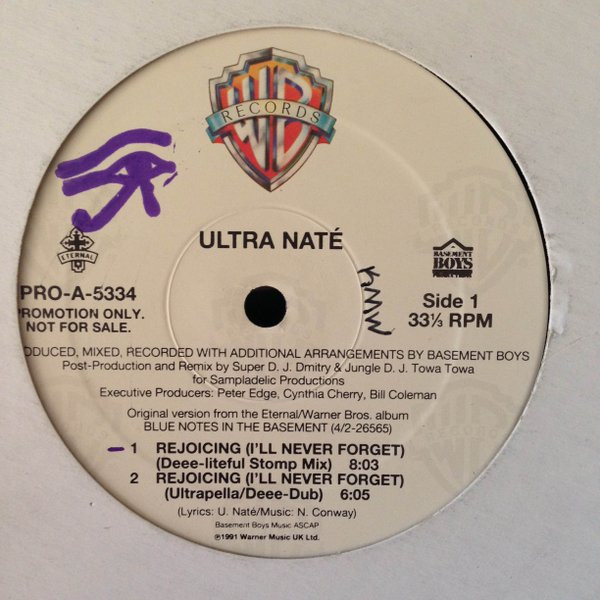 WB
RECORDS
ULTRA NATÉ
ETERNAL
BASEMENT
BOYS
PRO-A-5334
PROMOTION ONLY.
NOT FOR SALE.
Side 1
33⅓ RPM
ODUCED, MIXED, RECORDED WITH ADDITIONAL ARRANGEMENTS BY BASEMENT BOYS
Post-Production and Remix by Super D. J. Dmitry & Jungle D. J. Towa Towa
for Sampladelic Productions
Executive Producers: Peter Edge, Cynthia Cherry, Bill Coleman
Original version from the Eternal/Warner Bros. album
BLUE NOTES IN THE BASEMENT (4/2-26565)
1 REJOICING (I'LL NEVER FORGET)
(Deee-liteful Stomp Mix) 8:03
2 REJOICING (I'LL NEVER FORGET)
(Ultrapella/Deee-Dub) 6:05
(Lyrics: U. Naté/Music: N. Conway)
Basement Boys Music ASCAP
℗1991 Warner Music UK Ltd.